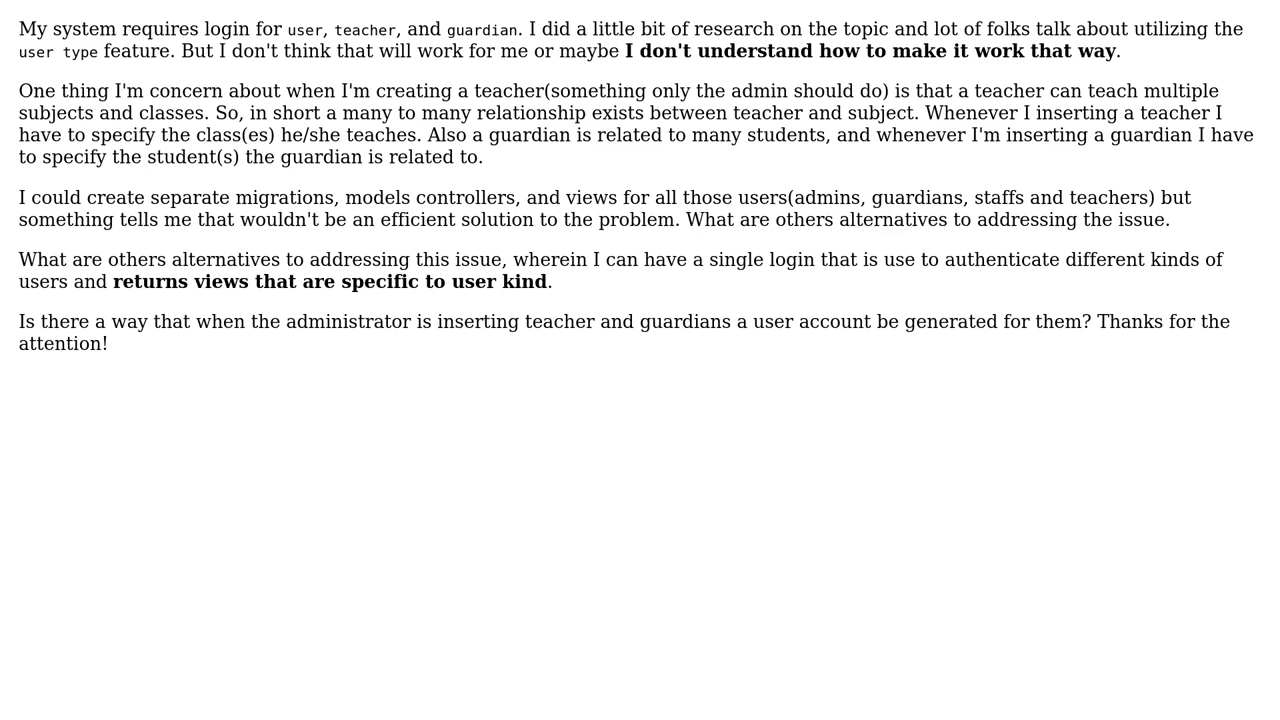 My system requires login for user, teacher, and guardian. I did a little bit of research on the topic and lot of folks talk about utilizing the
user type feature. But I don't think that will work for me or maybe I don't understand how to make it work that way.
One thing I'm concern about when I'm creating a teacher(something only the admin should do) is that a teacher can teach multiple
subjects and classes. So, in short a many to many relationship exists between teacher and subject. Whenever I inserting a teacher I
have to specify the class(es) he/she teaches. Also a guardian is related to many students, and whenever I'm inserting a guardian I have
to specify the student(s) the guardian is related to.
I could create separate migrations, models controllers, and views for all those users(admins, guardians, staffs and teachers) but
something tells me that wouldn't be an efficient solution to the problem. What are others alternatives to addressing the issue.
What are others alternatives to addressing this issue, wherein I can have a single login that is use to authenticate different kinds of
users and returns views that are specific to user kind.
Is there a way that when the administrator is inserting teacher and guardians a user account be generated for them? Thanks for the
attention!